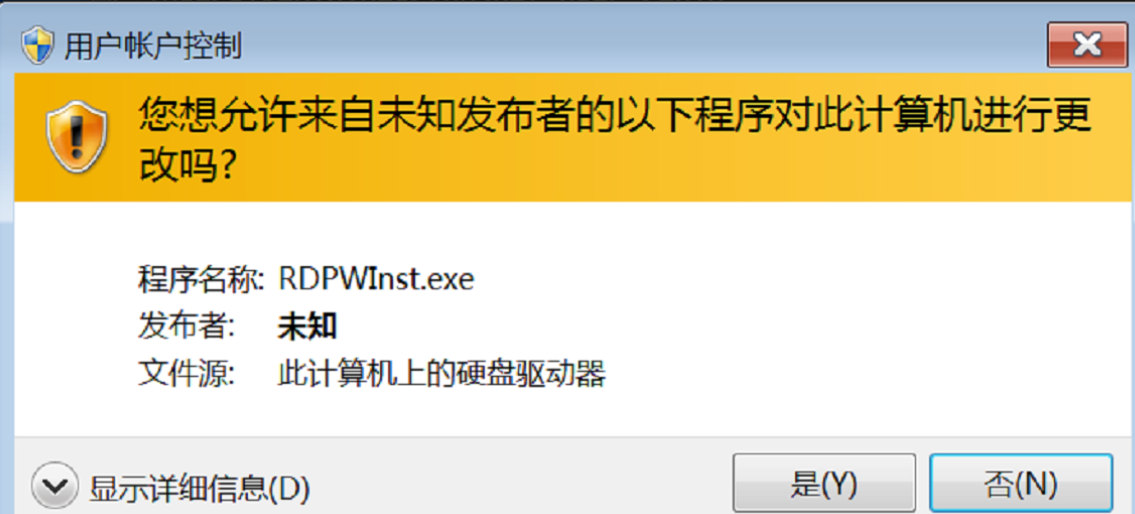 用户帐户控制
您想允许来自未知发布者的以下程序对此计算机进行更
改吗?
程序名称: RDPWInst.exe
发布者: 未知
文件源: 此计算机上的硬盘驱动器
显示详细信息(D) 是(Y) 否(N)